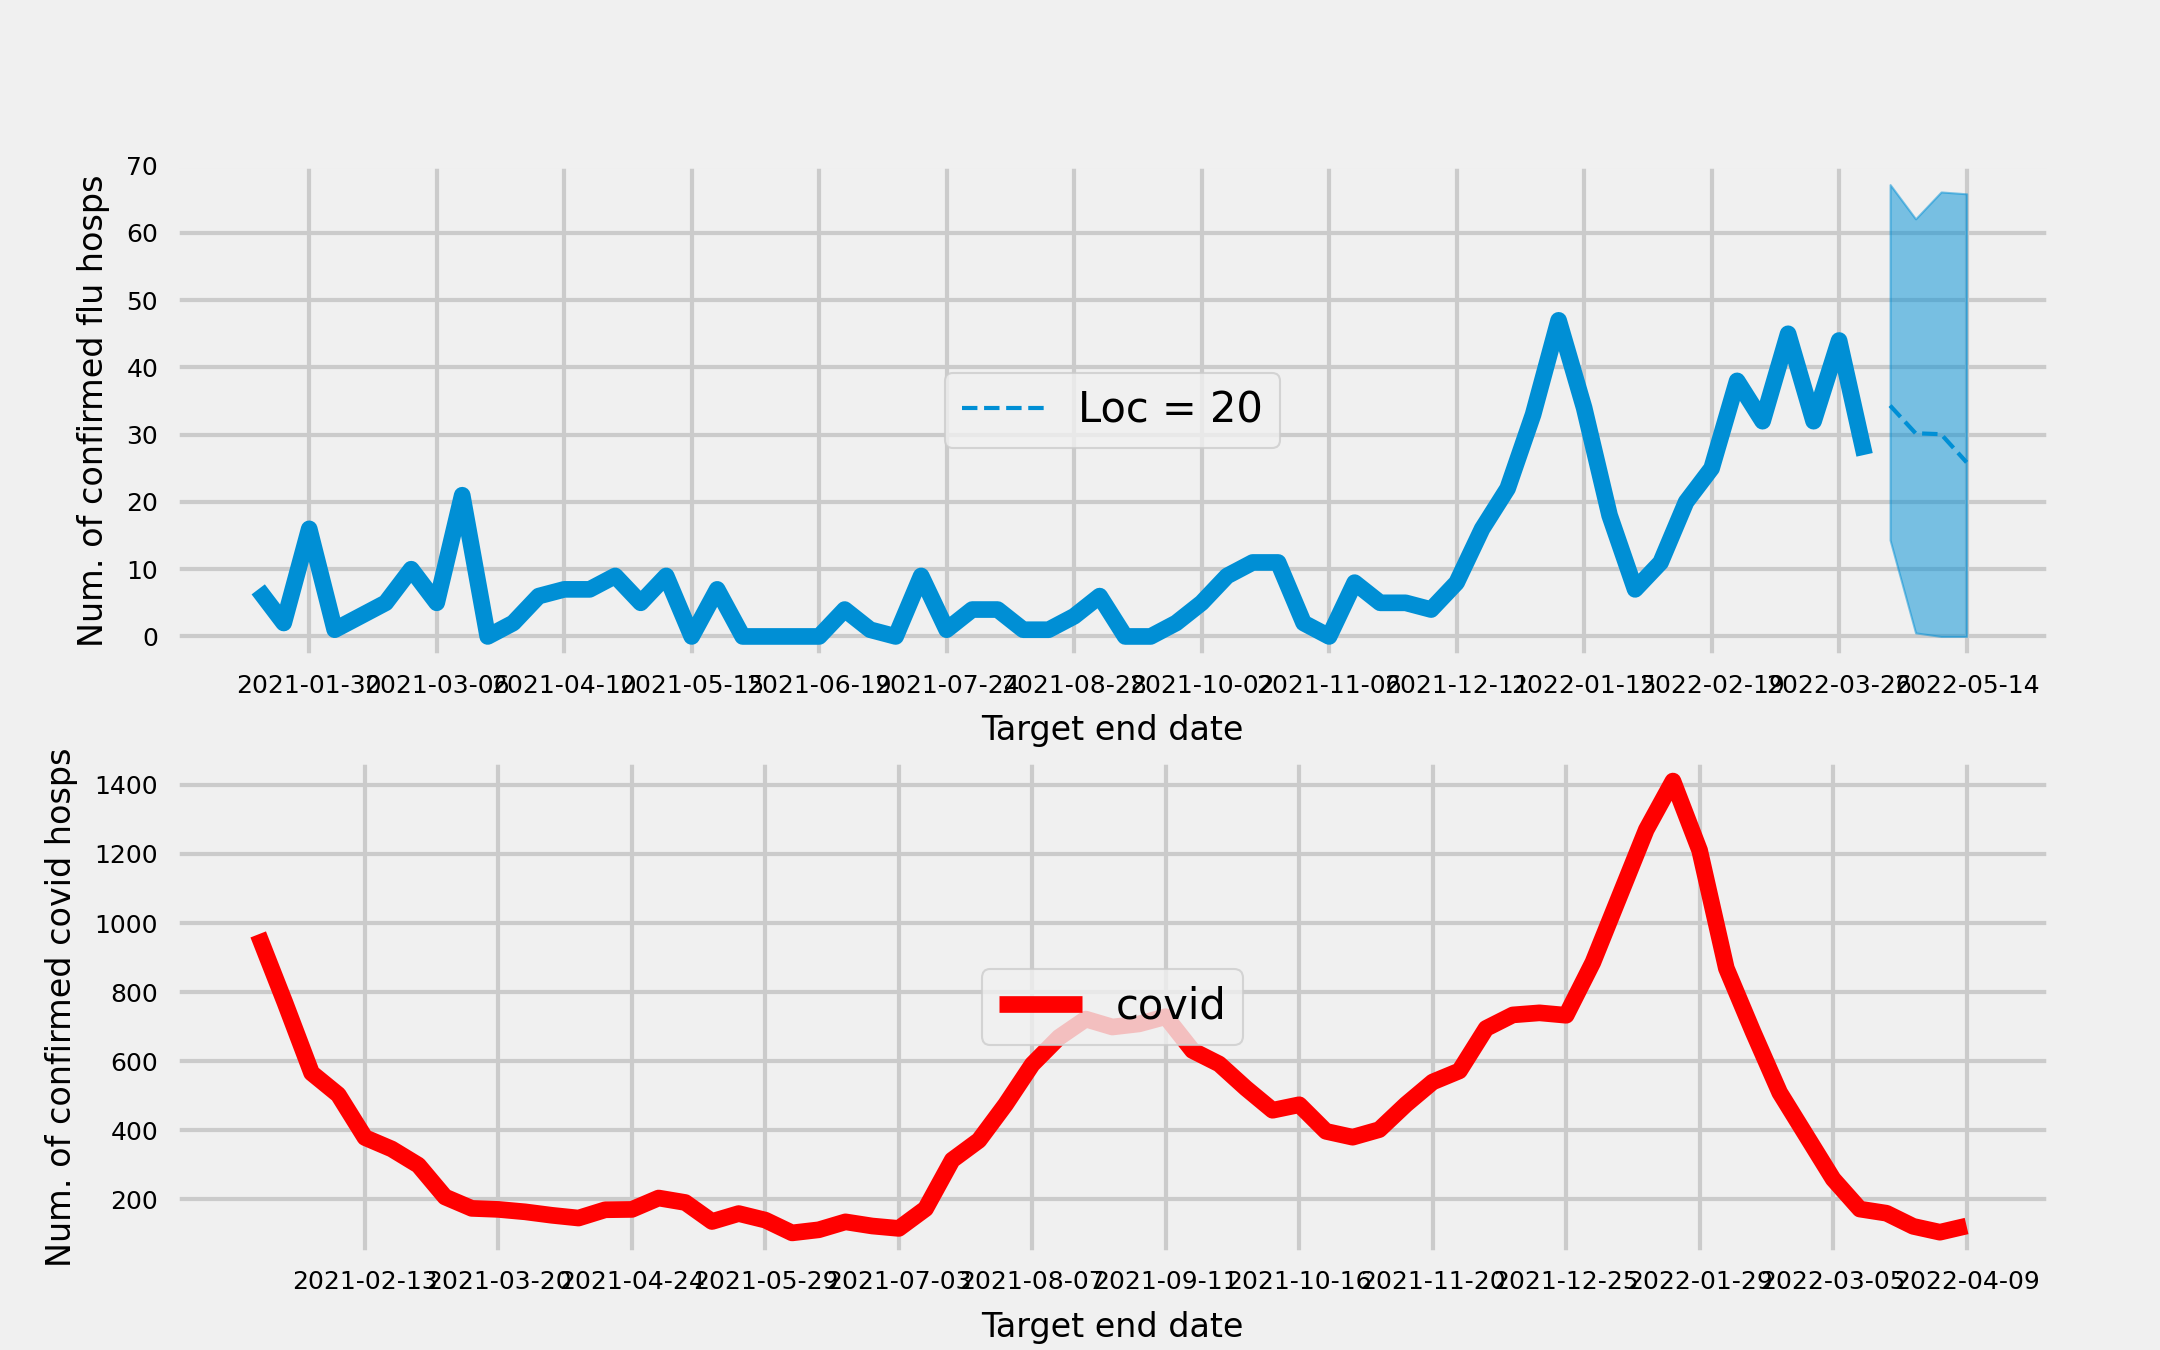 Num. of confirmed flu hosps
70
60
50
40
30
20
10
0
Loc = 20
2021-01-30 2021-03-06 2021-04-10 2021-05-15 2021-06-19 2021-07-24 2021-08-28 2021-10-02 2021-11-06 2021-12-11 2022-01-15 2022-02-19 2022-03-26 2022-05-14
Target end date
Num. of confirmed covid hosps
1400
1200
1000
800
600
400
200
covid
2021-02-13 2021-03-20 2021-04-24 2021-05-29 2021-07-03 2021-08-07 2021-09-11 2021-10-16 2021-11-20 2021-12-25 2022-01-29 2022-03-05 2022-04-09
Target end date